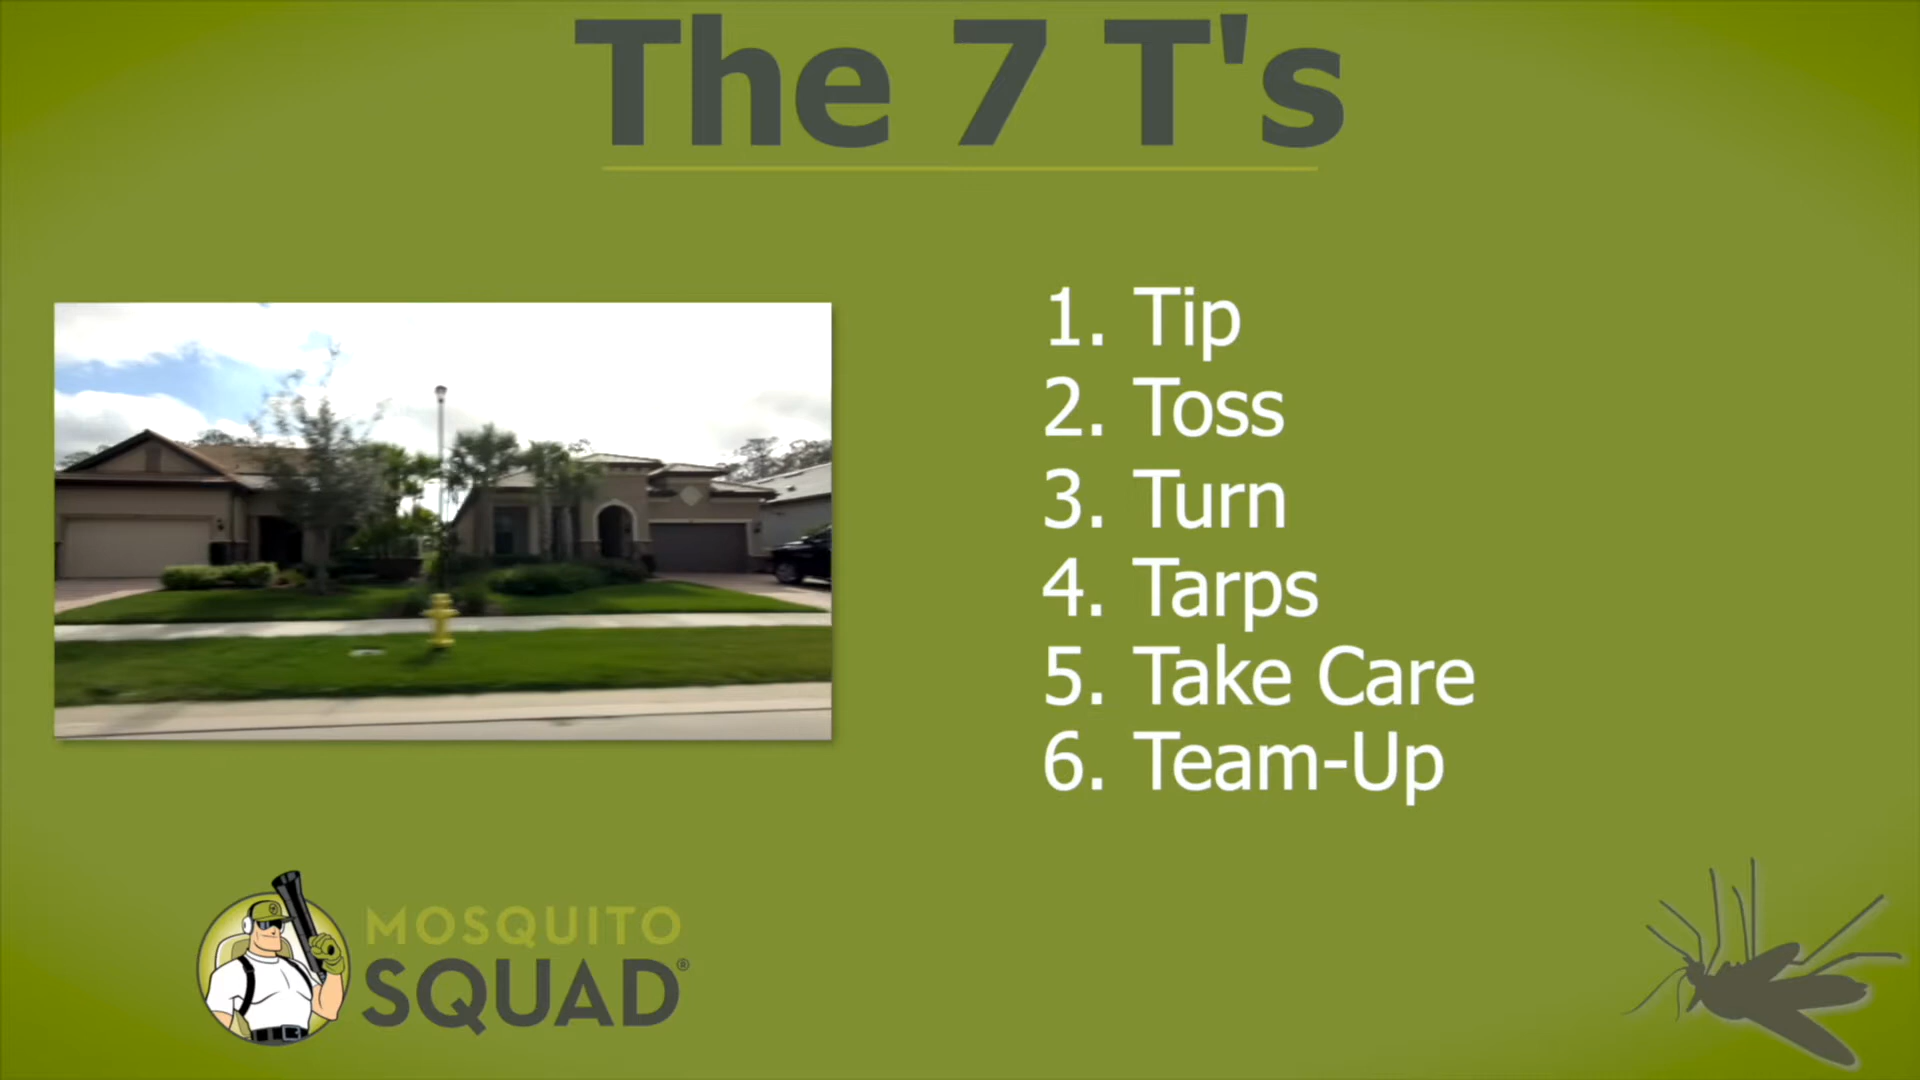 The 7 T's
1. Tip
2. Toss
3. Turn
4. Tarps
5. Take Care
6. Team-Up
MOSQUITO
SQUAD®